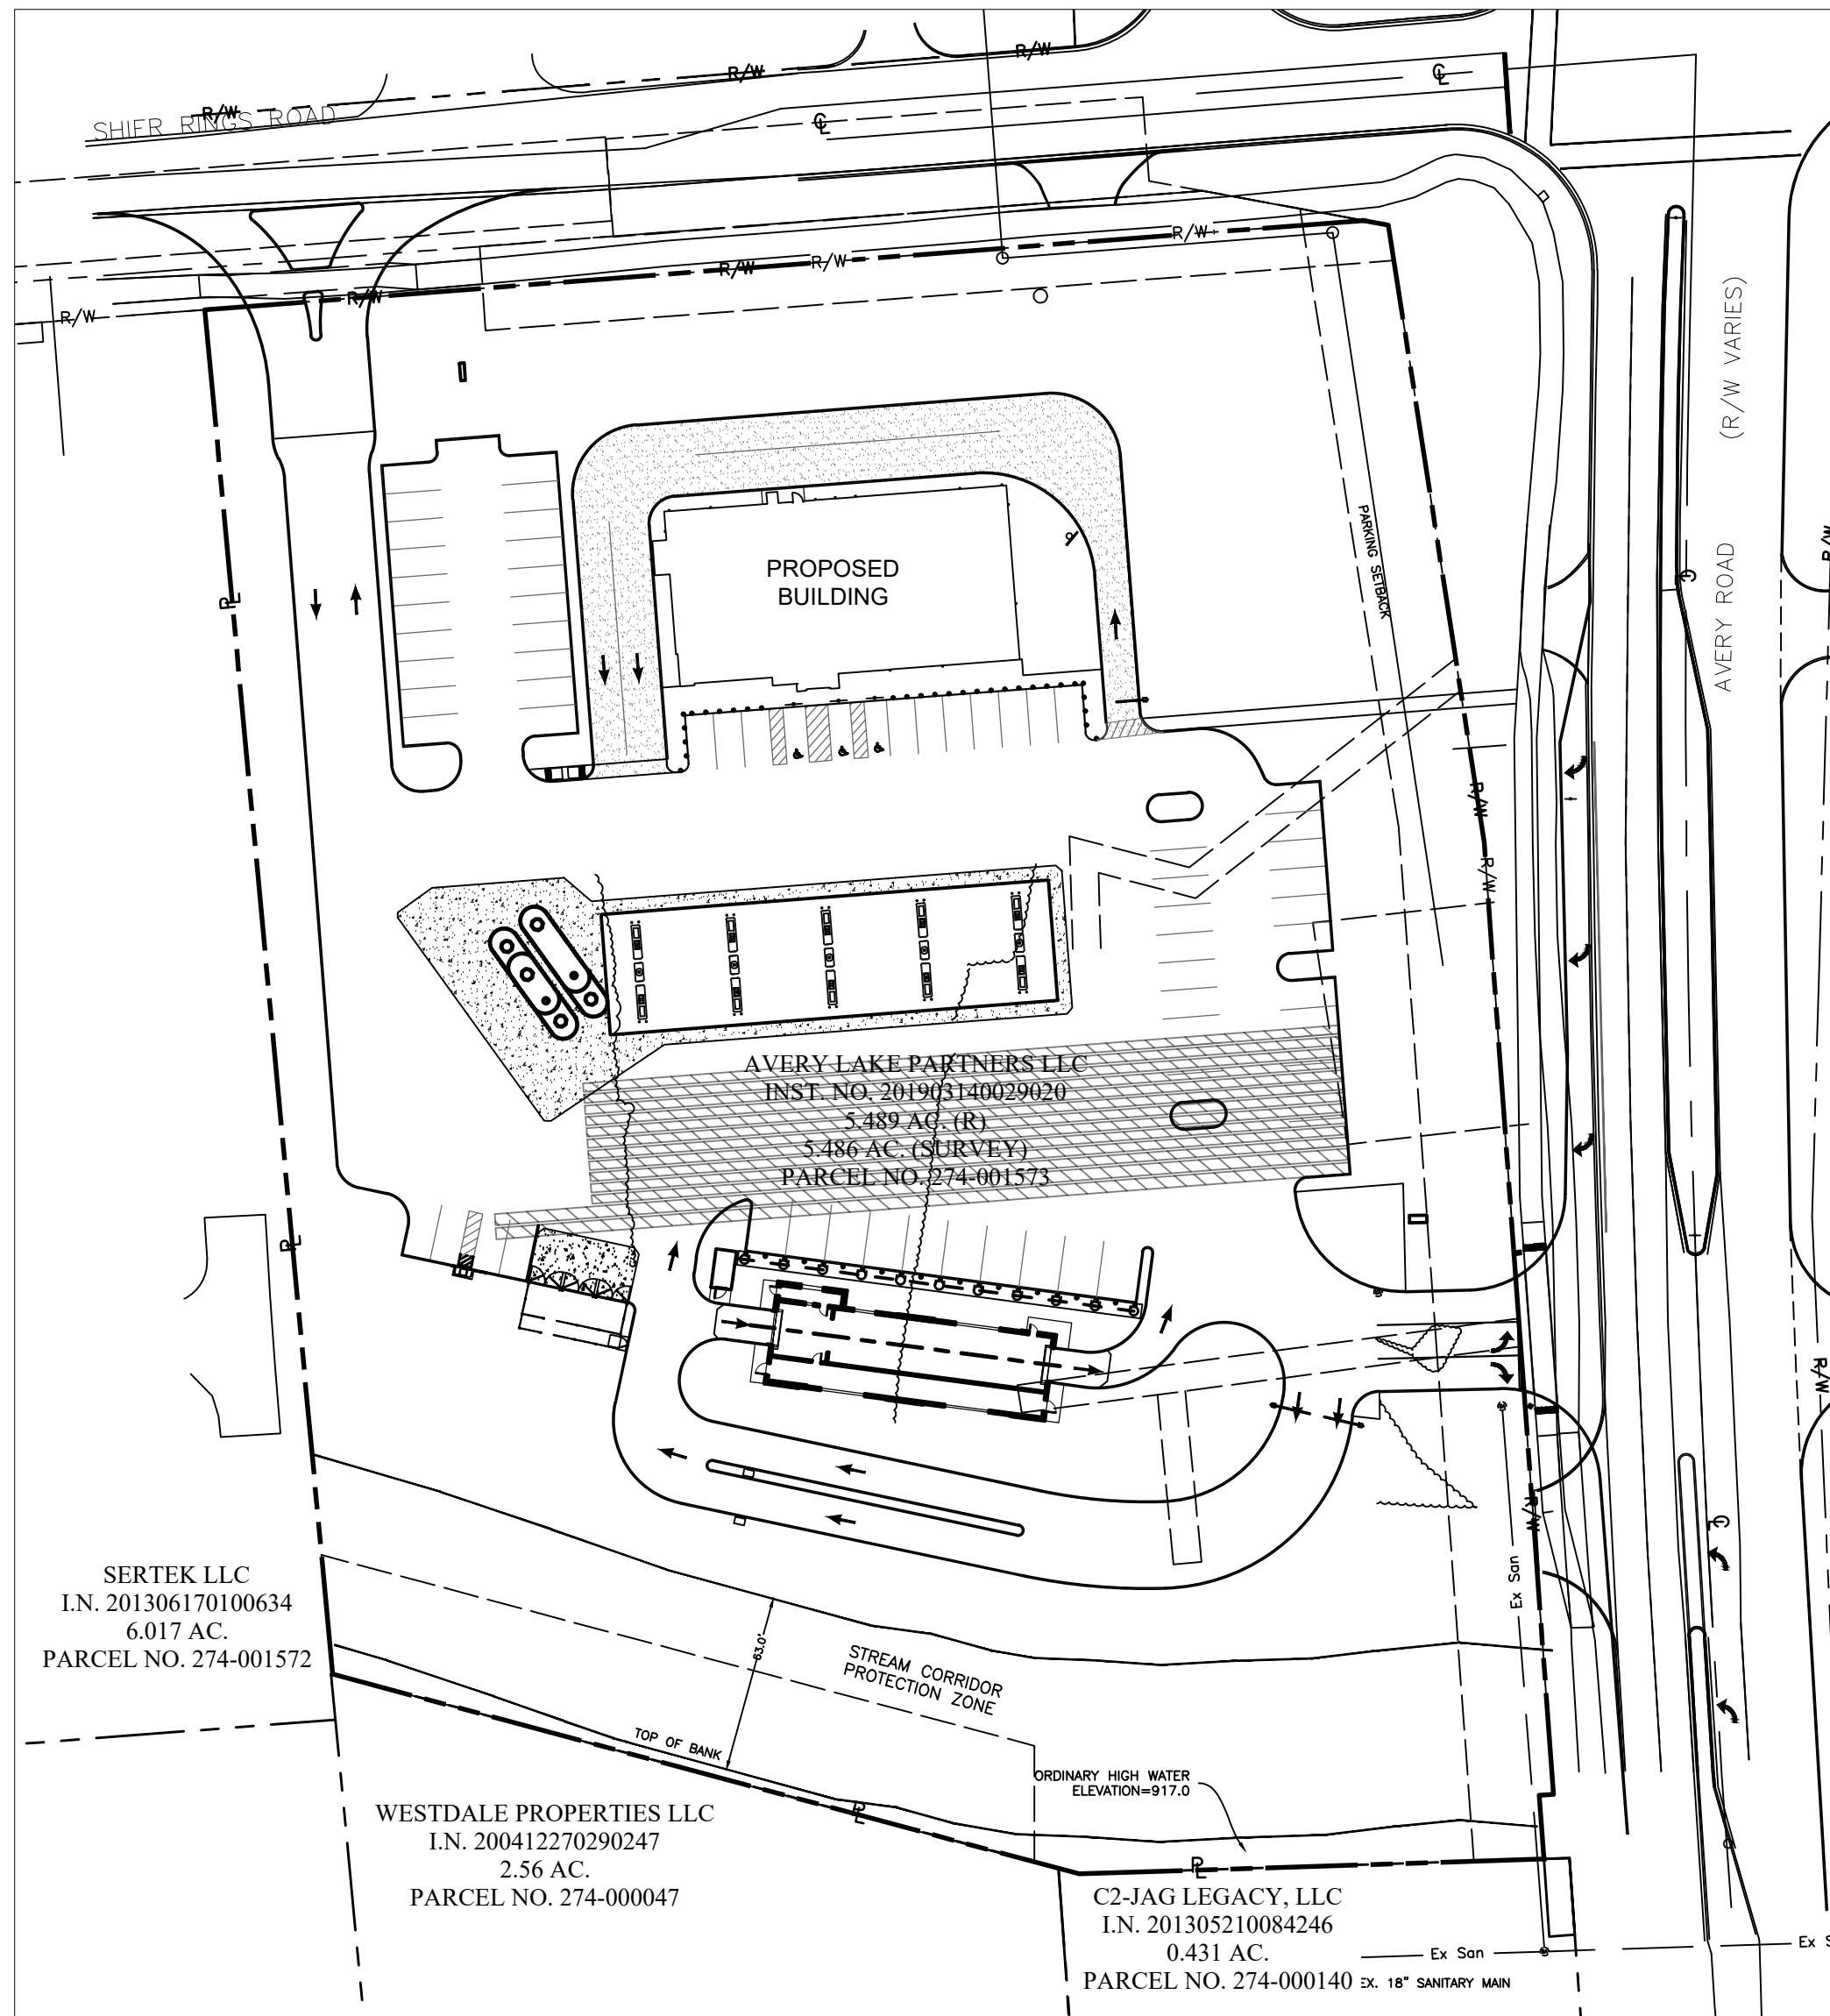 R/W
R/W
R/W
SHIER RINGS ROAD
R/W
R/W
R/W
R/W
R/W
(R/W VARIES)
AVERY ROAD
R/W
PARKING SETBACK
PROPOSED
BUILDING
R/W
R/W
AVERY LAKE PARTNERS LLC
INST. NO. 201903140029020
5.489 AC. (R)
5.486 AC. (SURVEY)
PARCEL NO. 274-001573
R/W
R/W
Ex San
SERTEK LLC
I.N. 201306170100634
6.017 AC.
PARCEL NO. 274-001572
63.0'
STREAM CORRIDOR
PROTECTION ZONE
TOP OF BANK
ORDINARY HIGH WATER
ELEVATION=917.0
WESTDALE PROPERTIES LLC
I.N. 200412270290247
2.56 AC.
PARCEL NO. 274-000047
C2-JAG LEGACY, LLC
I.N. 201305210084246
0.431 AC.
PARCEL NO. 274-000140
Ex San
Ex S
EX. 18" SANITARY MAIN